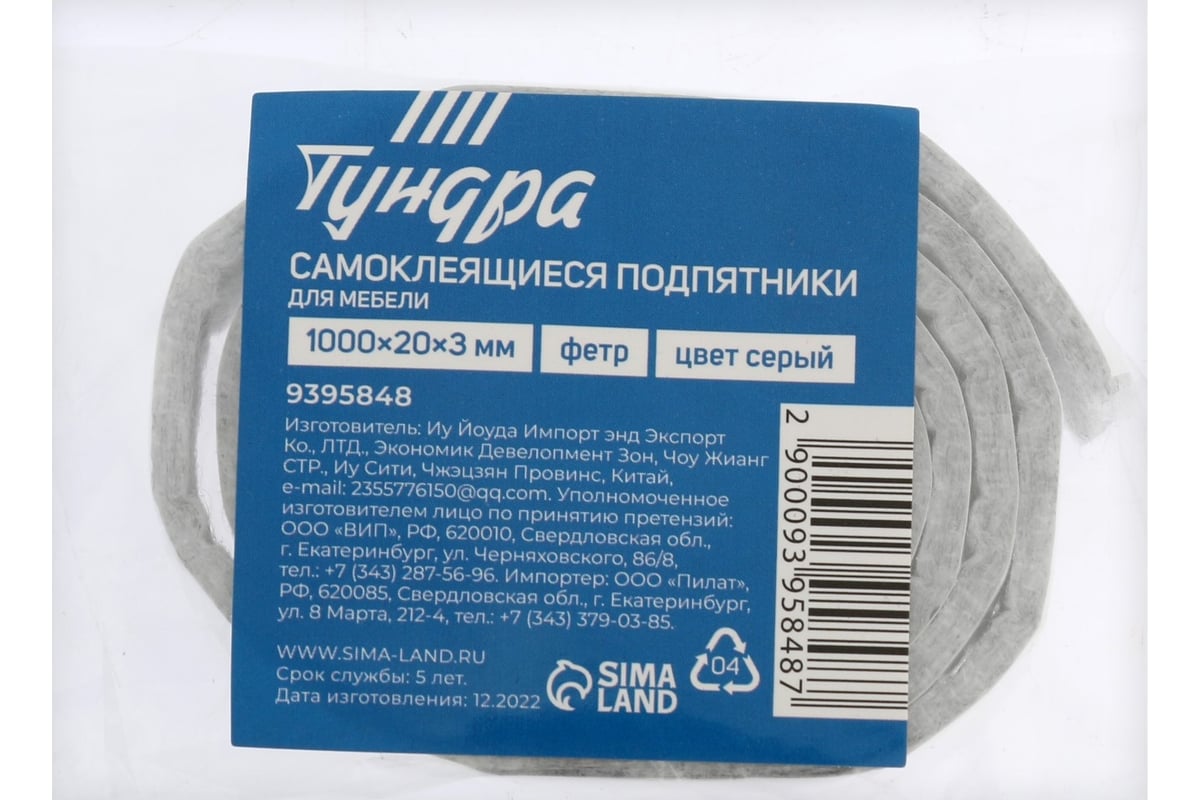 Тундра
САМОКЛЕЯЩИЕСЯ ПОДПЯТНИКИ
ДЛЯ МЕБЕЛИ
1000×20×3 мм фетр цвет серый
9395848
Изготовитель: Иу Йоуда Импорт энд Экспорт
Ко., ЛТД., Экономик Девелопмент Зон, Чоу Жианг
СТР., Иу Сити, Чжэцзян Провинс, Китай,
e-mail: 2355776150@qq.com. Уполномоченное
изготовителем лицо по принятию претензий:
ООО «ВИП», РФ, 620010, Свердловская обл.,
г. Екатеринбург, ул. Черняховского, 86/8,
тел.: +7 (343) 287-56-96. Импортер: ООО «Пилат»,
РФ, 620085, Свердловская обл., г. Екатеринбург,
ул. 8 Марта, 212-4, тел.: +7 (343) 379-03-85.
WWW.SIMA-LAND.RU
Срок службы: 5 лет.
Дата изготовления: 12.2022
SIMA
LAND
04
2 900093 958487